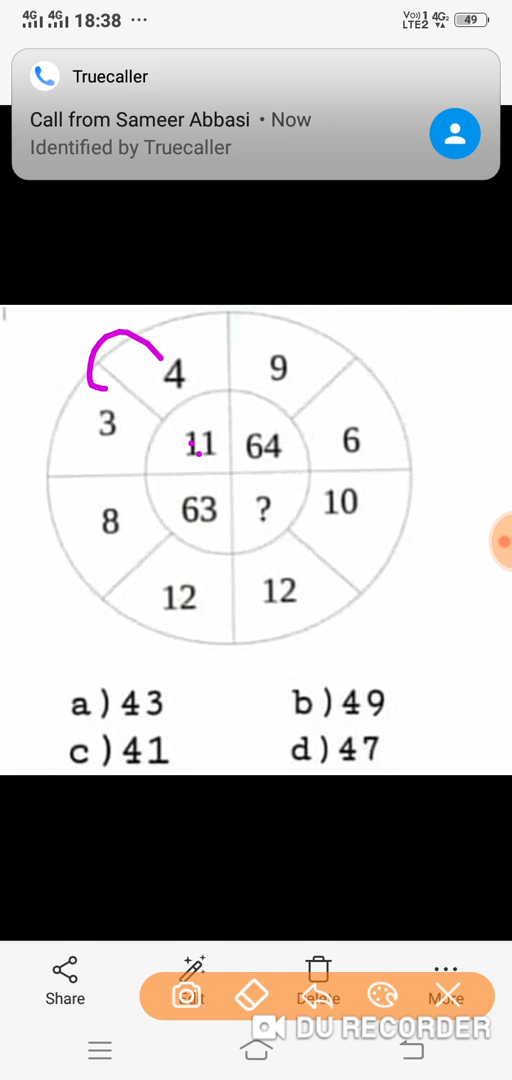 4G 4G 18:38 ...
Vo)) 1 4G2
LTE2 49
Truecaller
Call from Sameer Abbasi • Now
Identified by Truecaller
4 9
3 11 64 6
8 63 ? 10
12 12
a)43 b)49
c)41 d)47
Share Edit Delete More
DU RECORDER